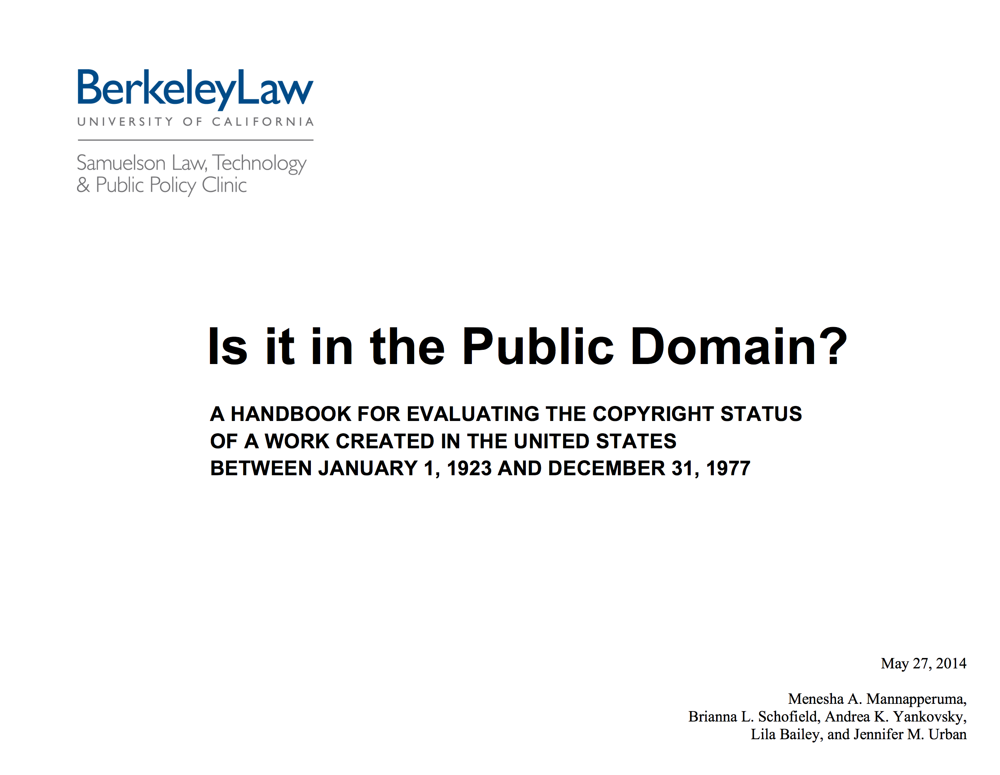 BerkeleyLaw
UNIVERSITY OF CALIFORNIA
Samuelson Law, Technology
& Public Policy Clinic
Is it in the Public Domain?
A HANDBOOK FOR EVALUATING THE COPYRIGHT STATUS
OF A WORK CREATED IN THE UNITED STATES
BETWEEN JANUARY 1, 1923 AND DECEMBER 31, 1977
May 27, 2014
Menesha A. Mannapperuma,
Brianna L. Schofield, Andrea K. Yankovsky,
Lila Bailey, and Jennifer M. Urban